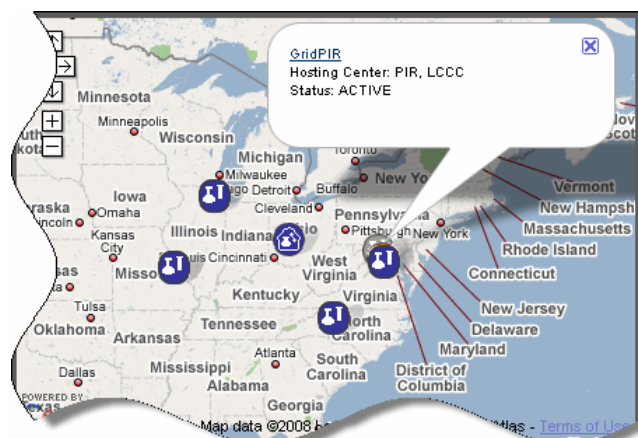 GridPIR
Hosting Center: PIR, LCCC
Status: ACTIVE
Minnesota
Minneapolis
Wisconsin
Michigan
Toronto
Milwaukee
Detroit
Buffalo
New Yo
Vermont
New Hampsh
Massachusetts
Rhode Island
Connecticut
New Jersey
Delaware
Maryland
District of
Columbia
Iowa
Omaha
Cleveland
Pennsylvania
Pittsburgh
New York
Kansas
City
Illinois
Indiana
Cincinnati
West
Virginia
Misso
Kentucky
Virginia
Tulsa
Oklahoma
Arkansas
Tennessee
North
Carolina
Dallas
Mississippi
Atlanta
South
Carolina
Alabama
Georgia
POWERED BY
Map data ©2008
Atlas - Terms of Use